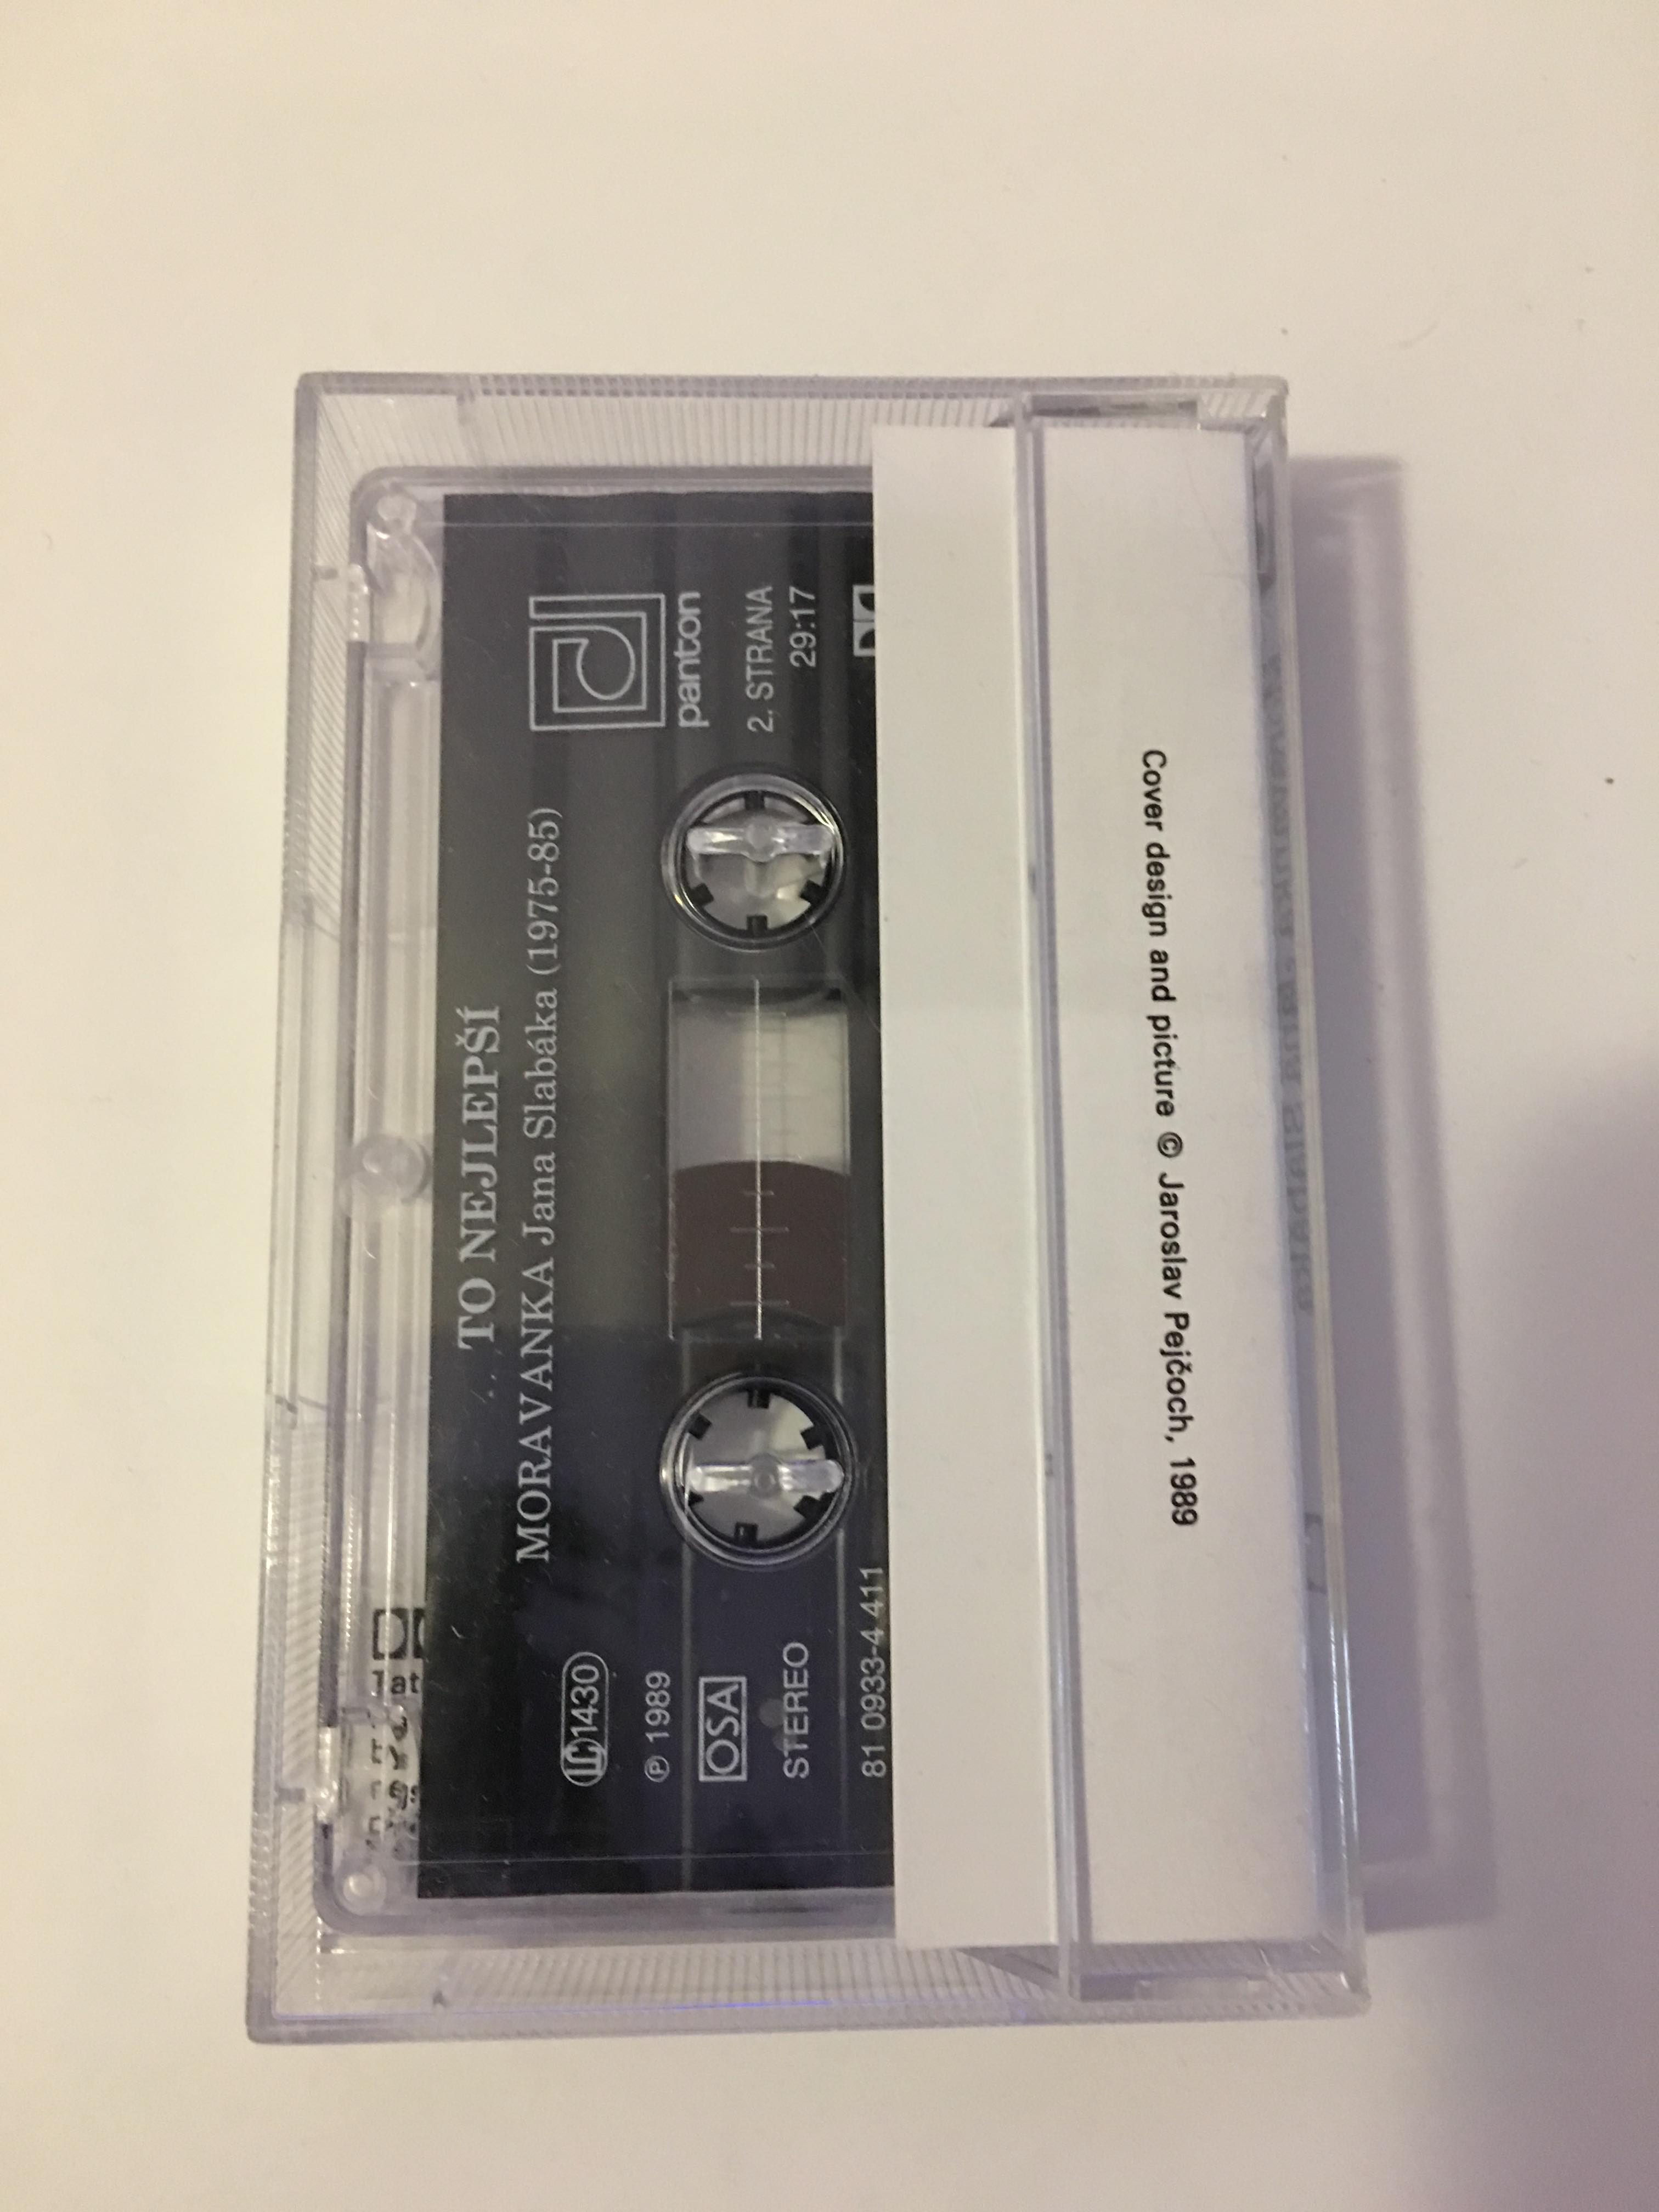 TO NEJLEPŠÍ
MORAVANKA Jana Slabáka (1975-85)
LC 1430
℗ 1989
OSA
STEREO
81 0933-4 411
panton
2. STRANA
29:17
Cover design and picture © Jaroslav Pejčoch, 1989